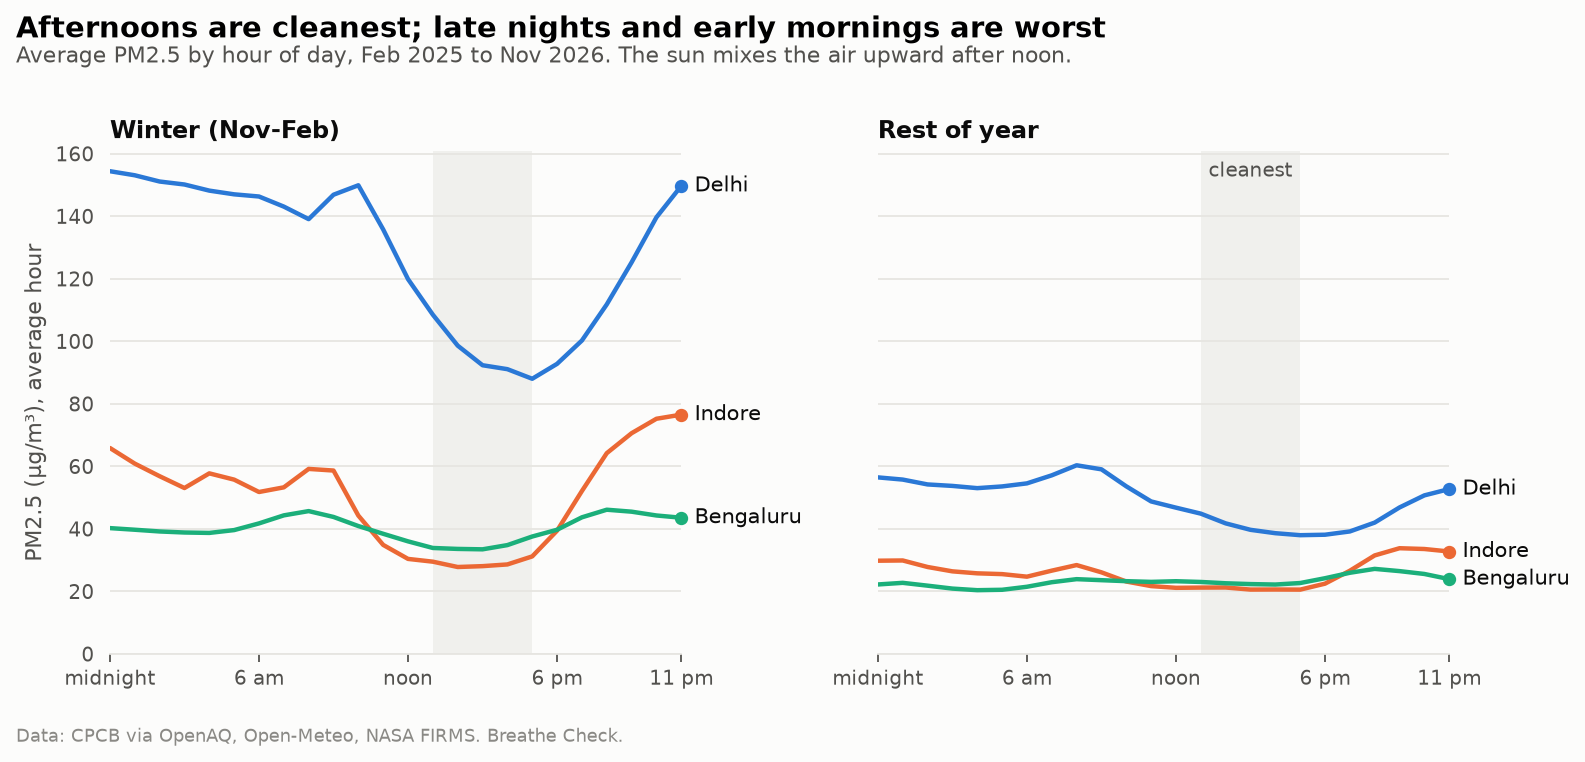 Afternoons are cleanest; late nights and early mornings are worst
Average PM2.5 by hour of day, Feb 2025 to Nov 2026. The sun mixes the air upward after noon.
Winter (Nov-Feb)
Rest of year
PM2.5 (µg/m³), average hour
160
140
120
100
80
60
40
20
0
Delhi
Indore
Bengaluru
midnight
6 am
noon
6 pm
11 pm
cleanest
Delhi
Indore
Bengaluru
midnight
6 am
noon
6 pm
11 pm
Data: CPCB via OpenAQ, Open-Meteo, NASA FIRMS. Breathe Check.